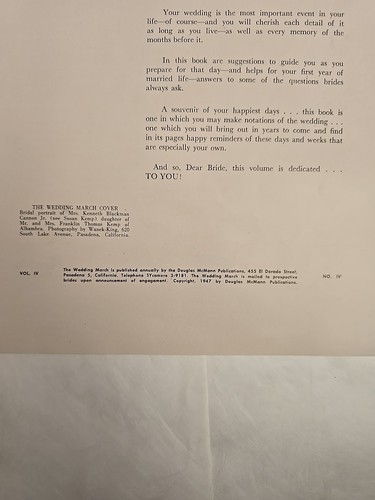 Your wedding is the most important event in your
life—of course—and you will cherish each detail of it
as long as you live—as well as every memory of the
months before it.
In this book are suggestions to guide you as you
prepare for that day—and helps for your first year of
married life—answers to some of the questions brides
always ask.
A souvenir of your happiest days . . . this book is
one in which you may make notations of the wedding . . .
one which you will bring out in years to come and find
in its pages happy reminders of these days and weeks that
are especially your own.
And so, Dear Bride, this volume is dedicated . . .
TO YOU!
THE WEDDING MARCH COVER . . .
Bridal portrait of Mrs. Kenneth Blackman
Cannon Jr. (nee Susan Kemp) daughter of
Mr. and Mrs. Franklin Thomas Kemp of
Alhambra. Photography by Wanek-King, 620
South Lake Avenue, Pasadena, California.
VOL. IV
The Wedding March is published annually by the Douglas McMann Publications, 455 El Dorado Street,
Pasadena 5, California. Telephone SYcamore 3-9181. The Wedding March is mailed to prospective
brides upon announcement of engagement. Copyright, 1947 by Douglas McMann Publications.
NO. IV